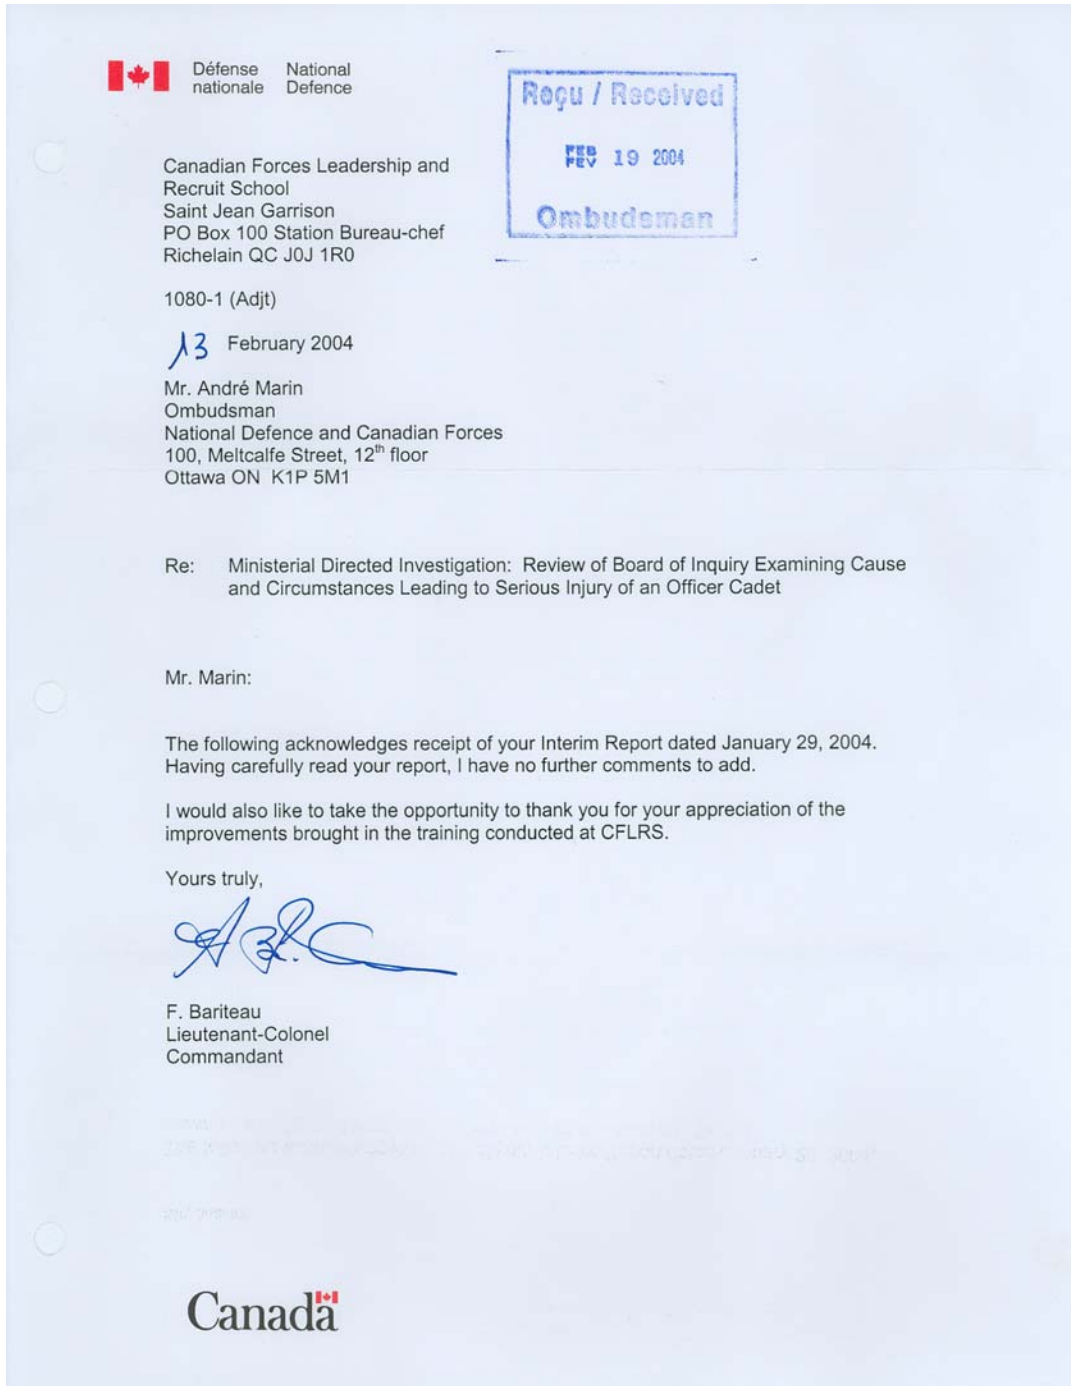 Défense nationale
National Defence
Reçu / Received
FEB
FEV 19 2004
Ombudsman
Canadian Forces Leadership and
Recruit School
Saint Jean Garrison
PO Box 100 Station Bureau-chef
Richelain QC J0J 1R0
1080-1 (Adjt)
13 February 2004
Mr. André Marin
Ombudsman
National Defence and Canadian Forces
100, Meltcalfe Street, 12th floor
Ottawa ON K1P 5M1
Re: Ministerial Directed Investigation: Review of Board of Inquiry Examining Cause
and Circumstances Leading to Serious Injury of an Officer Cadet
Mr. Marin:
The following acknowledges receipt of your Interim Report dated January 29, 2004.
Having carefully read your report, I have no further comments to add.
I would also like to take the opportunity to thank you for your appreciation of the
improvements brought in the training conducted at CFLRS.
Yours truly,
F. Bariteau
Lieutenant-Colonel
Commandant
Canada